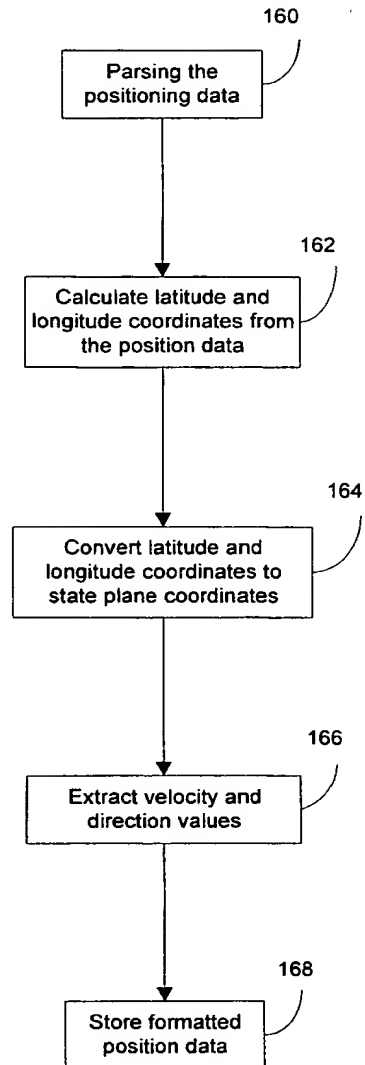 160
Parsing the
positioning data
162
Calculate latitude and
longitude coordinates from
the position data
164
Convert latitude and
longitude coordinates to
state plane coordinates
166
Extract velocity and
direction values
168
Store formatted
position data